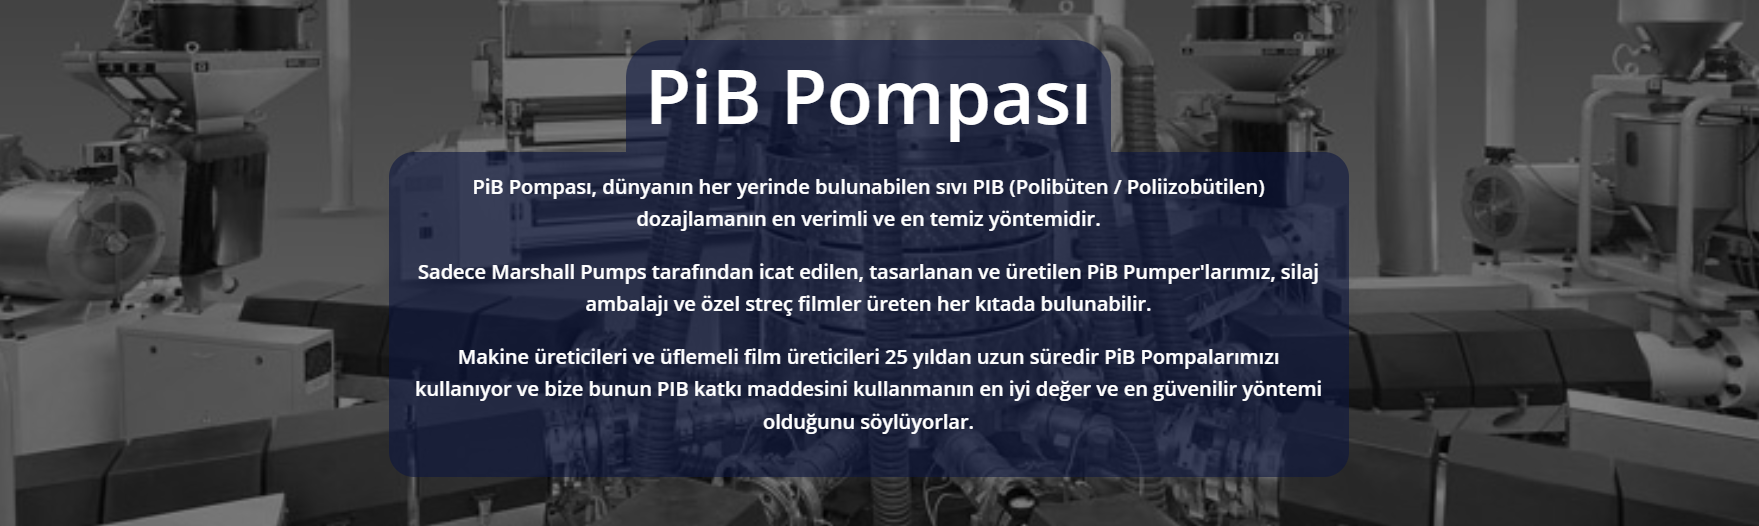 PiB Pompası
PiB Pompası, dünyanın her yerinde bulunabilen sıvı PIB (Polibüten / Poliizobütilen)
dozajlamanın en verimli ve en temiz yöntemidir.
Sadece Marshall Pumps tarafından icat edilen, tasarlanan ve üretilen PiB Pumper'larımız, silaj
ambalajı ve özel streç filmler üreten her kıtada bulunabilir.
Makine üreticileri ve üflemeli film üreticileri 25 yıldan uzun süredir PiB Pompalarımızı
kullanıyor ve bize bunun PIB katkı maddesini kullanmanın en iyi değer ve en güvenilir yöntemi
olduğunu söylüyorlar.